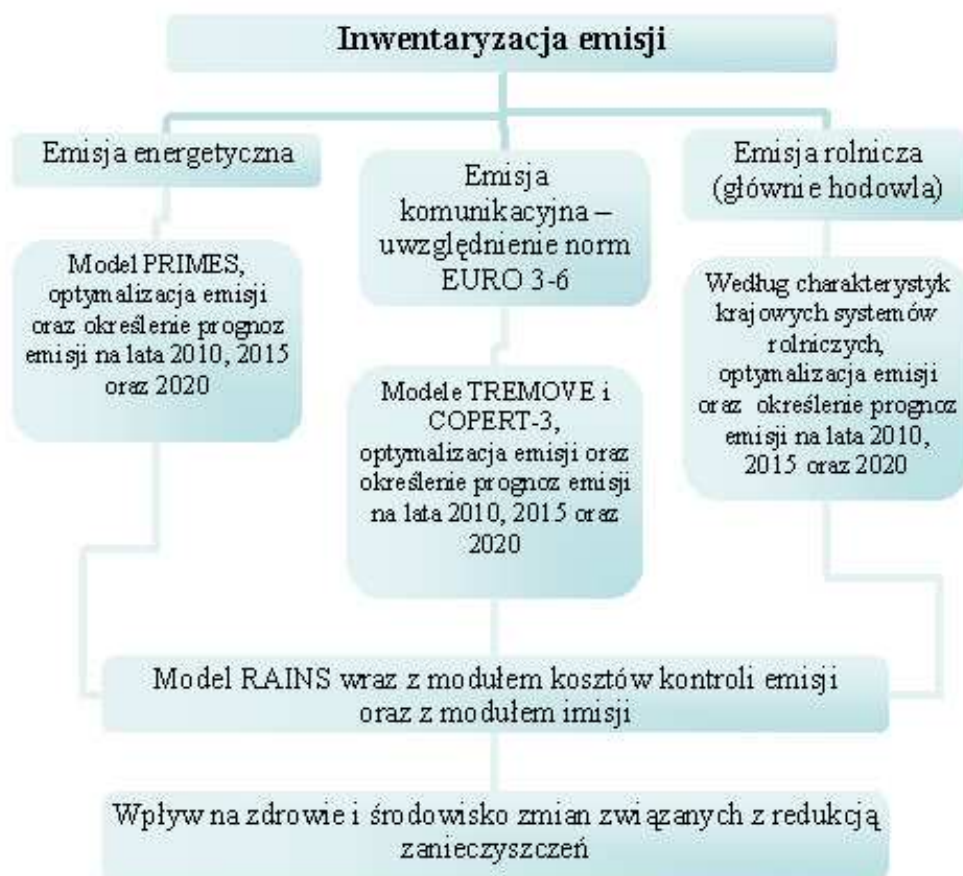 Inwentaryzacja emisji
Emisja energetyczna
Model PRIMES,
optymalizacja emisji
oraz określenie prognoz
emisji na lata 2010, 2015
oraz 2020
Emisja
komunikacyjna –
uwzględnienie norm
EURO 3-6
Modele TREMOVE i
COPERT-3,
optymalizacja emisji oraz
określenie prognoz emisji
na lata 2010, 2015 oraz
2020
Emisja rolnicza
(głównie hodowla)
Według charakterystyk
krajowych systemów
rolniczych,
optymalizacja emisji
oraz określenie prognoz
emisji na lata 2010,
2015 oraz 2020
Model RAINS wraz z modułem kosztów kontroli emisji
oraz z modułem imisji
Wpływ na zdrowie i środowisko zmian związanych z redukcją
zanieczyszczeń